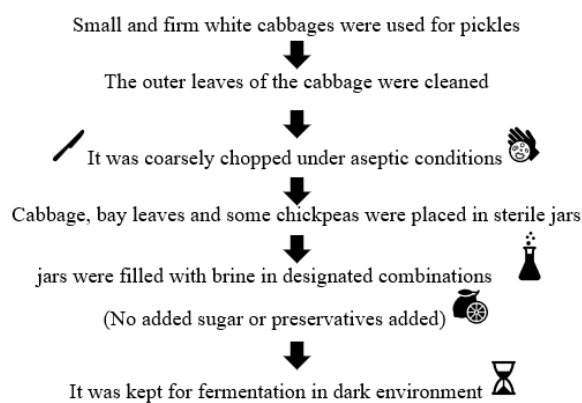 Small and firm white cabbages were used for pickles
The outer leaves of the cabbage were cleaned
It was coarsely chopped under aseptic conditions
Cabbage, bay leaves and some chickpeas were placed in sterile jars
jars were filled with brine in designated combinations
(No added sugar or preservatives added)
It was kept for fermentation in dark environment